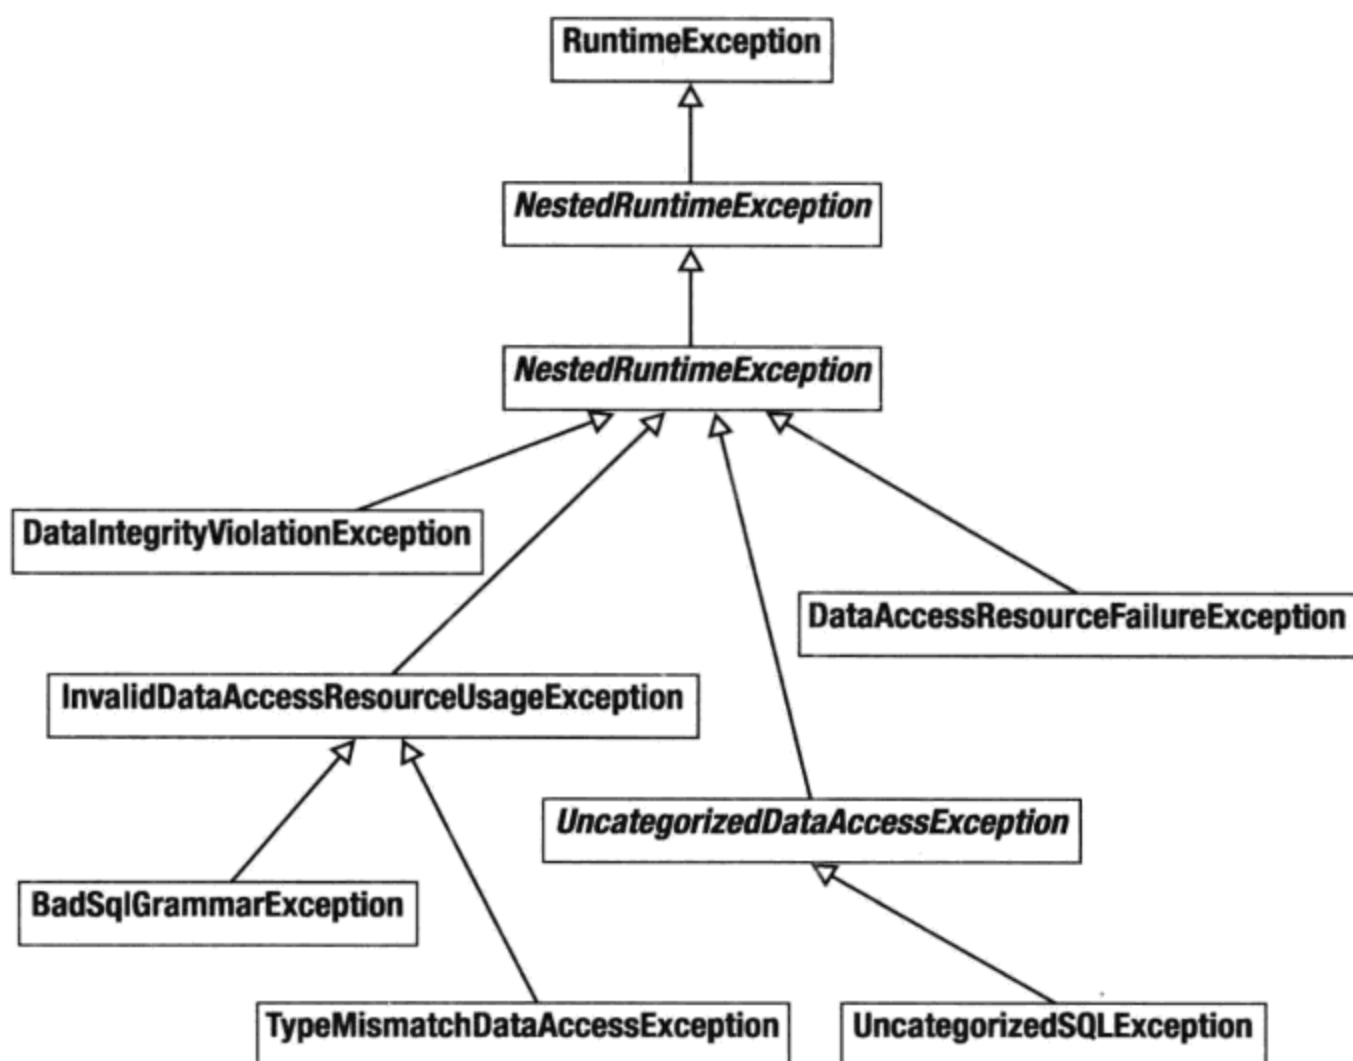 RuntimeException
NestedRuntimeException
NestedRuntimeException
DataIntegrityViolationException
DataAccessResourceFailureException
InvalidDataAccessResourceUsageException
UncategorizedDataAccessException
BadSqlGrammarException
TypeMismatchDataAccessException
UncategorizedSQLException